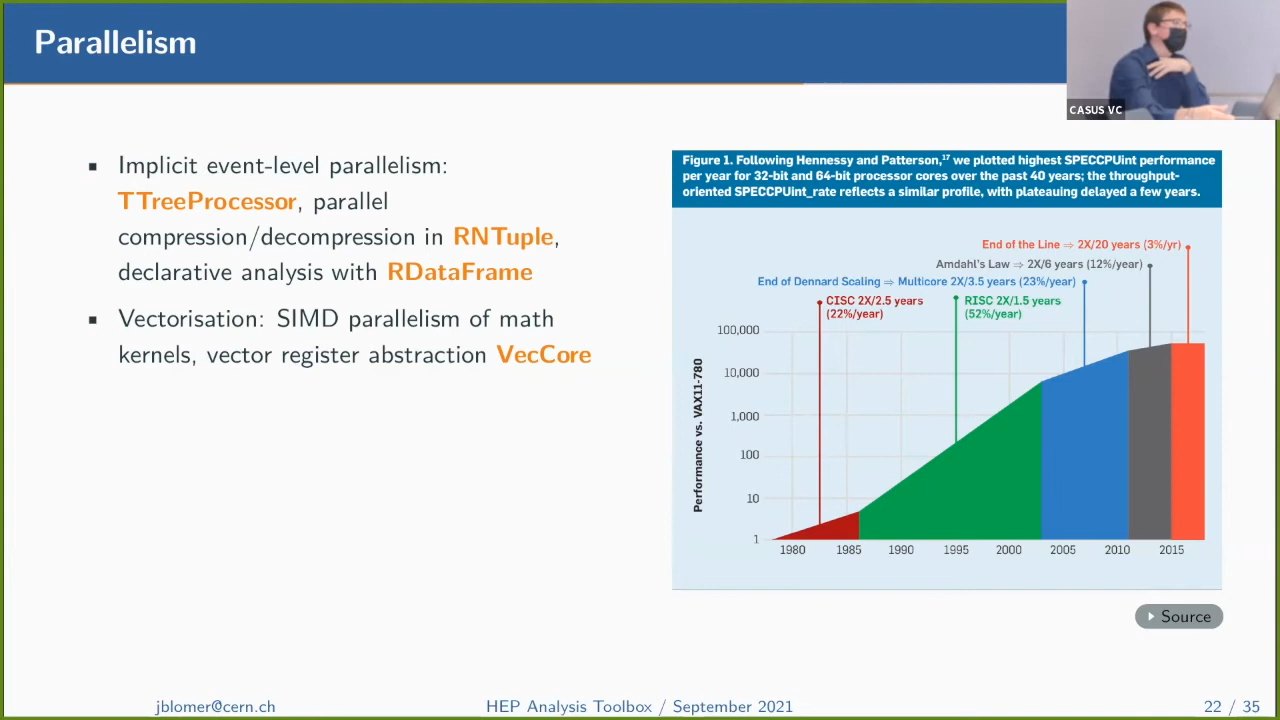 Parallelism
CASUS VC
▪ Implicit event-level parallelism:
TTreeProcessor, parallel
compression/decompression in RNTuple,
declarative analysis with RDataFrame
▪ Vectorisation: SIMD parallelism of math
kernels, vector register abstraction VecCore
Figure 1. Following Hennessy and Patterson,17 we plotted highest SPECCPUint performance
per year for 32-bit and 64-bit processor cores over the past 40 years; the throughput-
oriented SPECCPUint_rate reflects a similar profile, with plateauing delayed a few years.
End of the Line ⇒ 2X/20 years (3%/yr)
Amdahl's Law ⇒ 2X/6 years (12%/year)
End of Dennard Scaling ⇒ Multicore 2X/3.5 years (23%/year)
CISC 2X/2.5 years
(22%/year)
RISC 2X/1.5 years
(52%/year)
100,000
10,000
1,000
100
10
1
Performance vs. VAX11-780
1980 1985 1990 1995 2000 2005 2010 2015
Source
jblomer@cern.ch HEP Analysis Toolbox / September 2021 22 / 35